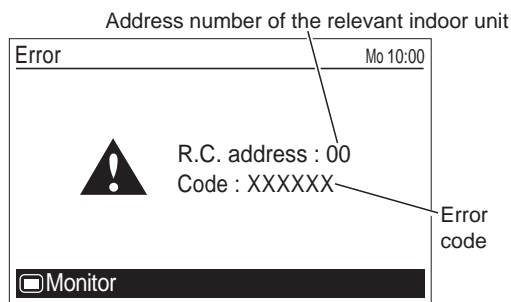 Address number of the relevant indoor unit
Error Mo 10:00
R.C. address : 00
Code : XXXXXX
Error
code
Monitor